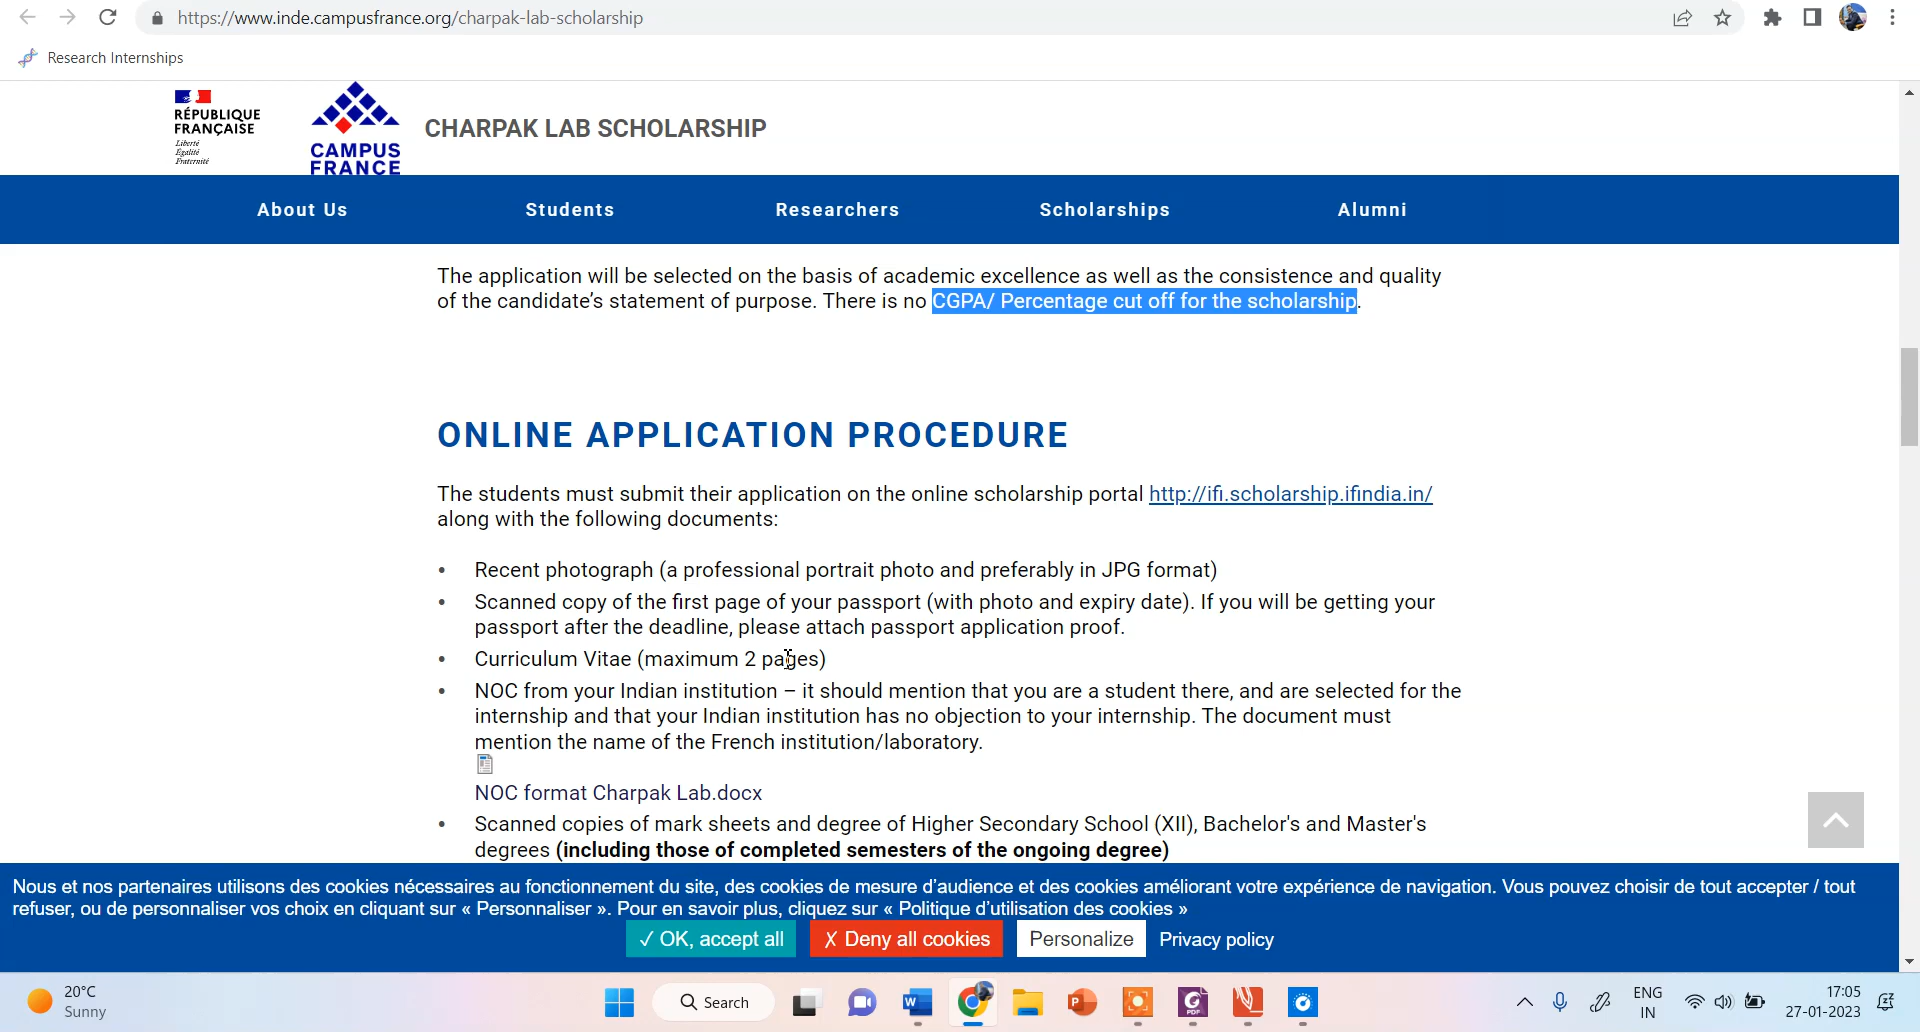 https://www.inde.campusfrance.org/charpak-lab-scholarship
Research Internships
RÉPUBLIQUE
FRANÇAISE
Liberté
Égalité
Fraternité
CAMPUS
FRANCE
CHARPAK LAB SCHOLARSHIP
About Us
Students
Researchers
Scholarships
Alumni
The application will be selected on the basis of academic excellence as well as the consistence and quality
of the candidate’s statement of purpose. There is no CGPA/ Percentage cut off for the scholarship.
ONLINE APPLICATION PROCEDURE
The students must submit their application on the online scholarship portal http://ifi.scholarship.ifindia.in/
along with the following documents:
• Recent photograph (a professional portrait photo and preferably in JPG format)
• Scanned copy of the first page of your passport (with photo and expiry date). If you will be getting your
passport after the deadline, please attach passport application proof.
• Curriculum Vitae (maximum 2 pages)
• NOC from your Indian institution – it should mention that you are a student there, and are selected for the
internship and that your Indian institution has no objection to your internship. The document must
mention the name of the French institution/laboratory.
NOC format Charpak Lab.docx
• Scanned copies of mark sheets and degree of Higher Secondary School (XII), Bachelor's and Master's
degrees (including those of completed semesters of the ongoing degree)
Nous et nos partenaires utilisons des cookies nécessaires au fonctionnement du site, des cookies de mesure d’audience et des cookies améliorant votre expérience de navigation. Vous pouvez choisir de tout accepter / tout
refuser, ou de personnaliser vos choix en cliquant sur « Personnaliser ». Pour en savoir plus, cliquez sur « Politique d’utilisation des cookies »
✓ OK, accept all
✗ Deny all cookies
Personalize
Privacy policy
20°C
Sunny
Search
W
P
PDF
ENG
IN
17:05
27-01-2023